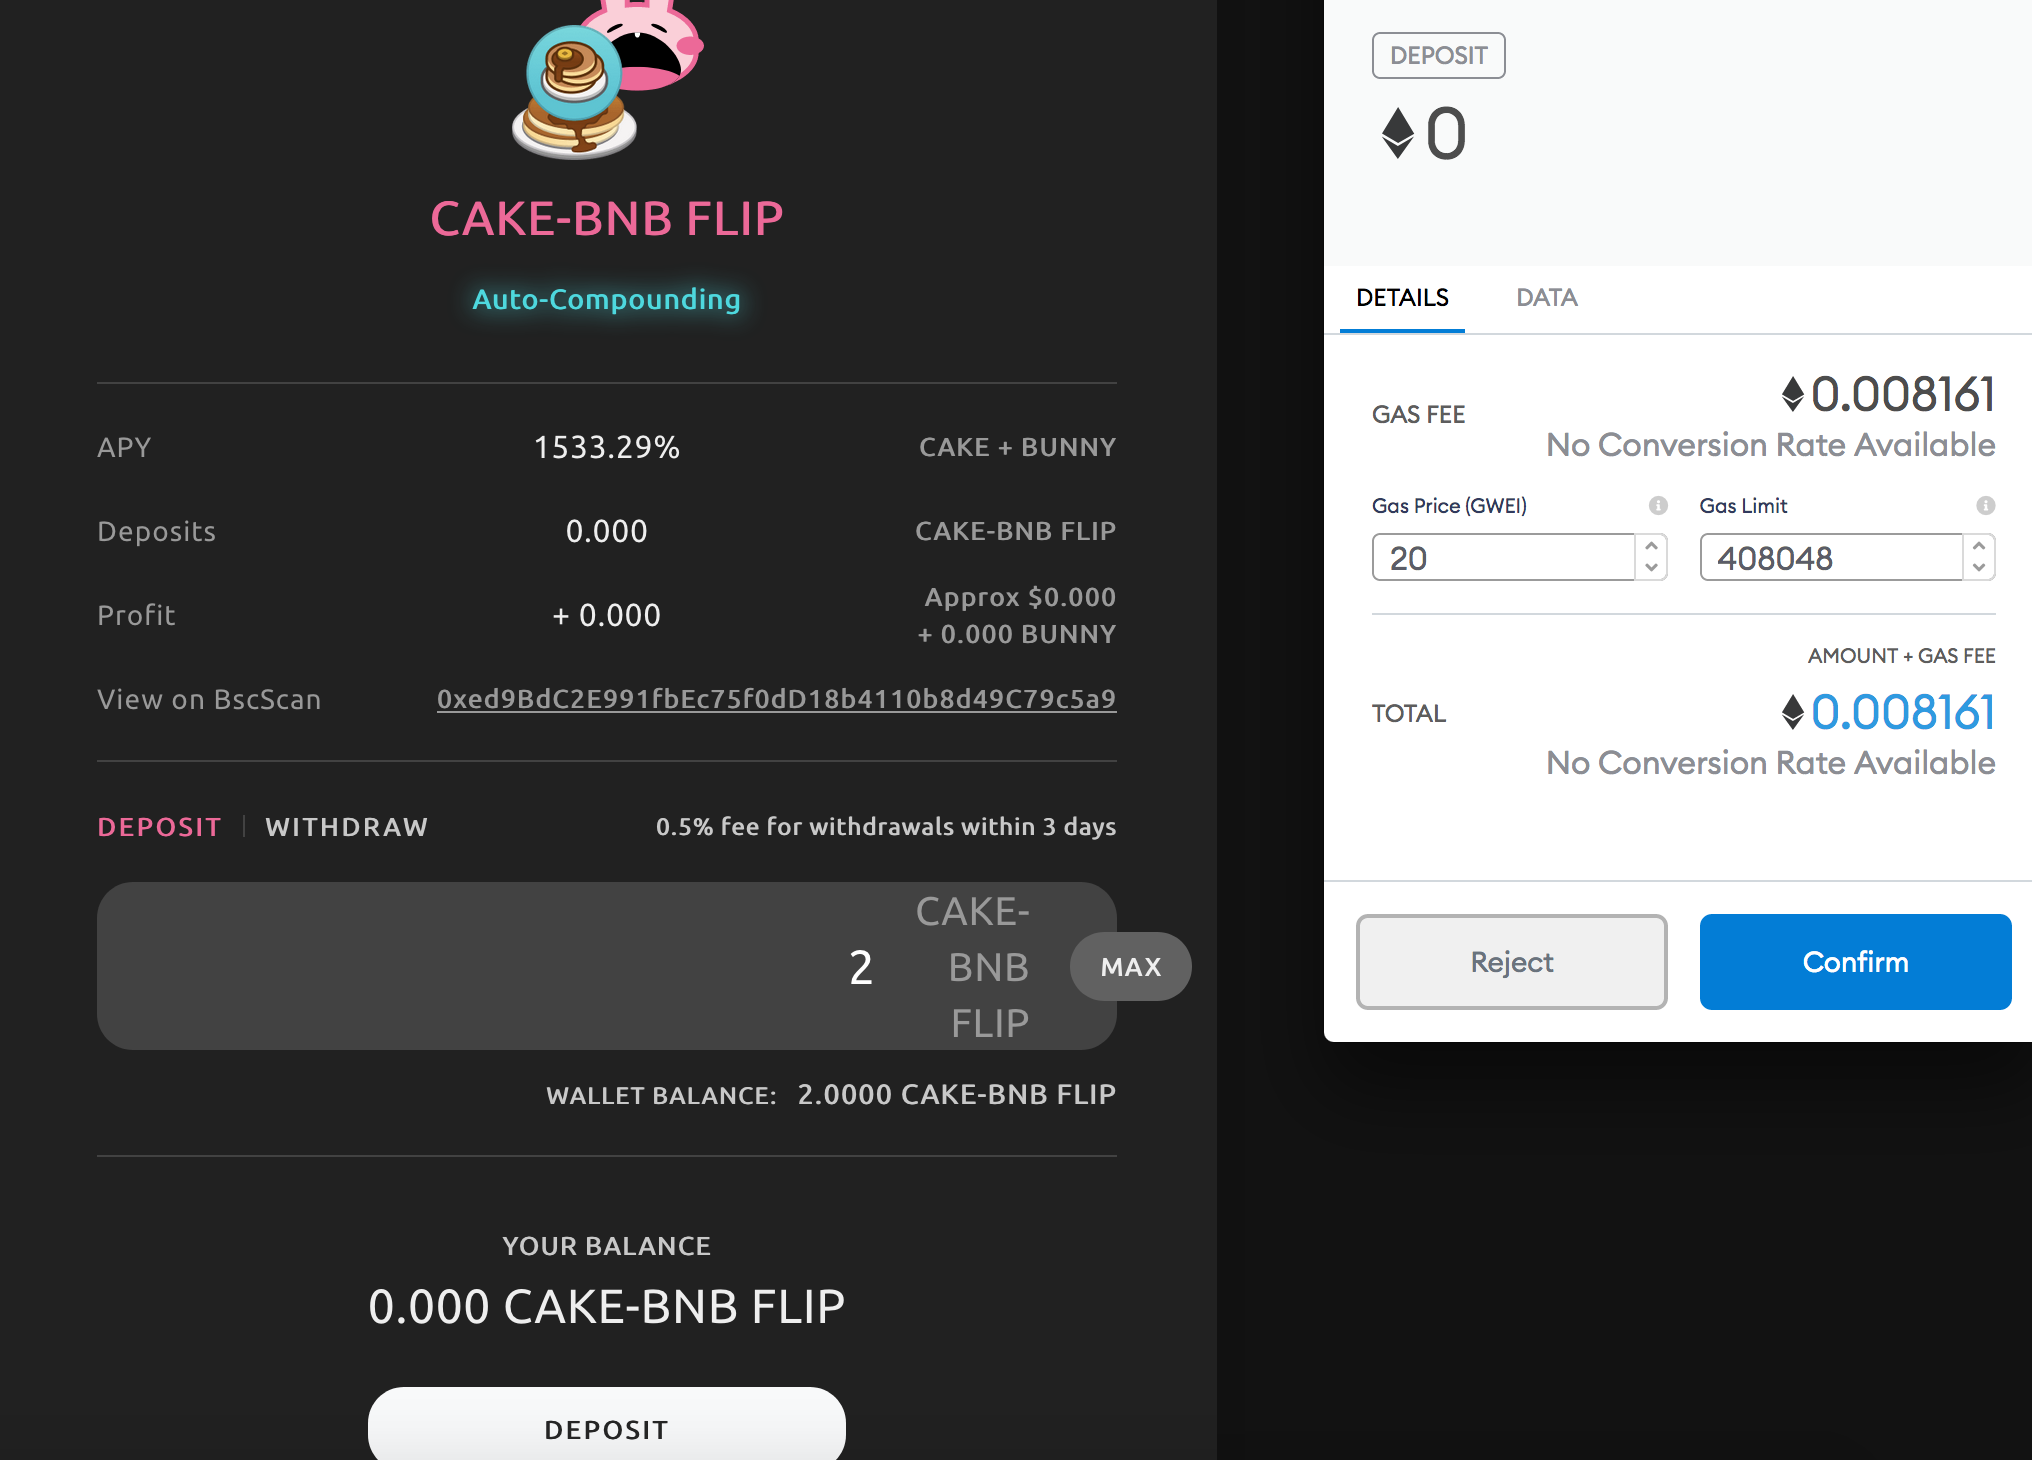 CAKE-BNB FLIP
Auto-Compounding
APY 1533.29% CAKE + BUNNY
Deposits 0.000 CAKE-BNB FLIP
Profit + 0.000 Approx $0.000
+ 0.000 BUNNY
View on BscScan 0xed9BdC2E991fbEc75f0dD18b4110b8d49C79c5a9
DEPOSIT | WITHDRAW 0.5% fee for withdrawals within 3 days
2 CAKE-
BNB
FLIP
MAX
WALLET BALANCE: 2.0000 CAKE-BNB FLIP
YOUR BALANCE
0.000 CAKE-BNB FLIP
DEPOSIT
DEPOSIT
0
DETAILS DATA
GAS FEE 0.008161
No Conversion Rate Available
Gas Price (GWEI) Gas Limit
20 408048
AMOUNT + GAS FEE
TOTAL 0.008161
No Conversion Rate Available
Reject Confirm